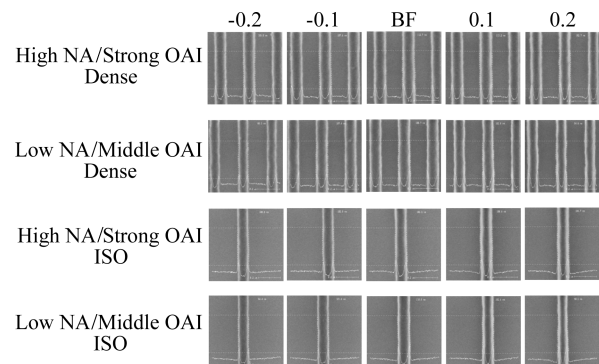 -0.2 -0.1 BF 0.1 0.2
High NA/Strong OAI
Dense
Low NA/Middle OAI
Dense
High NA/Strong OAI
ISO
Low NA/Middle OAI
ISO